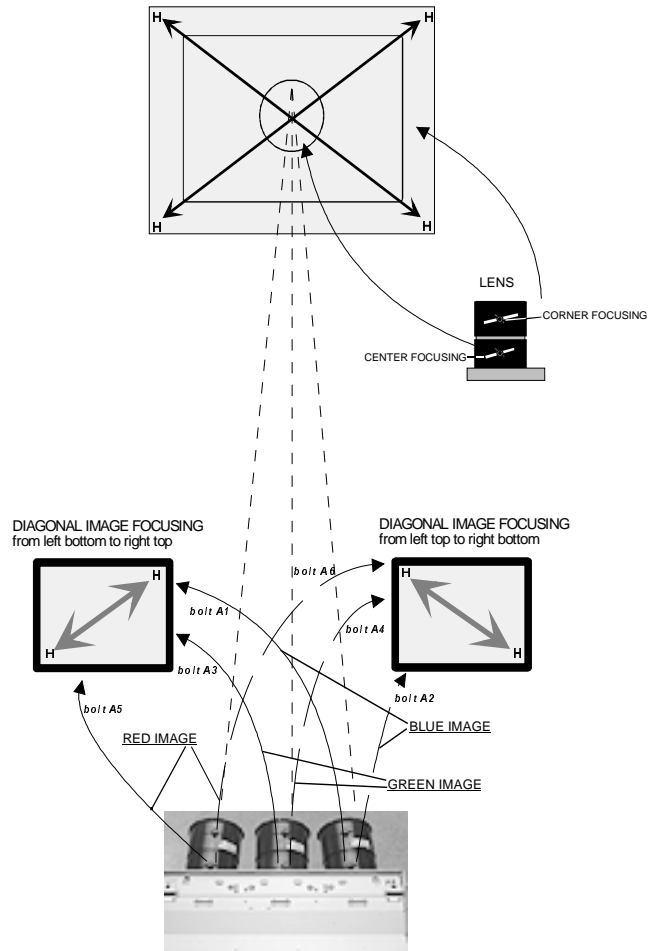 H
H
H
H
LENS
CORNER FOCUSING
CENTER FOCUSING
DIAGONAL IMAGE FOCUSING
from left bottom to right top
H
H
DIAGONAL IMAGE FOCUSING
from left top to right bottom
H
H
bolt A6
bolt A1
bolt A4
bolt A3
bolt A2
bolt A5
BLUE IMAGE
RED IMAGE
GREEN IMAGE